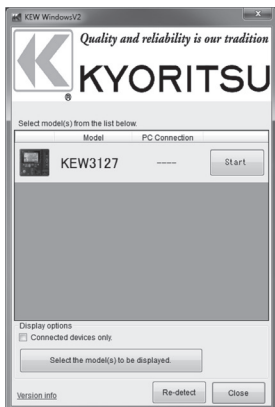 KEW WindowsV2
Quality and reliability is our tradition
KYORITSU
®
Select model(s) from the list below.
Model PC Connection
KEW3127 ---- Start
Display options
Connected devices only.
Select the model(s) to be displayed.
Version info Re-detect Close